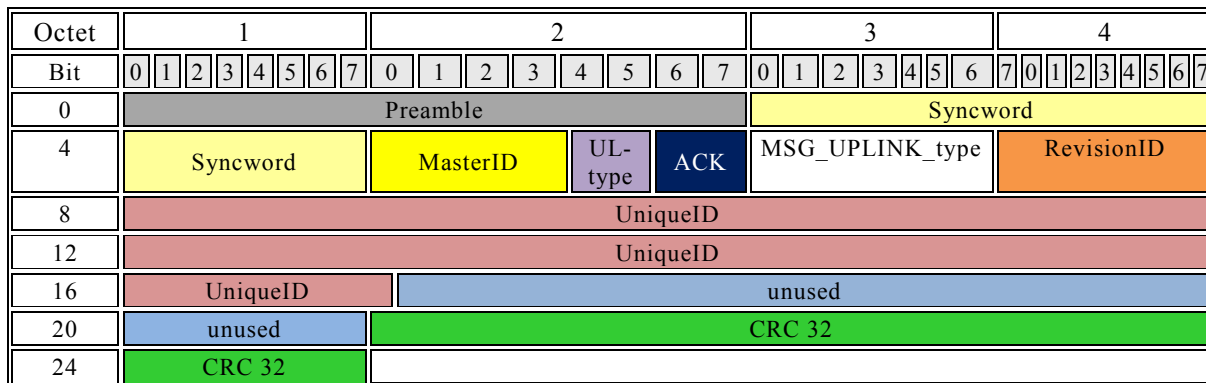 Octet 1 2 3 4
Bit 0 1 2 3 4 5 6 7 0 1 2 3 4 5 6 7 0 1 2 3 4 5 6 7 0 1 2 3 4 5 6 7
0 Preamble Syncword
4 Syncword MasterID UL-
type ACK MSG_UPLINK_type RevisionID
8 UniqueID
12 UniqueID
16 UniqueID unused
20 unused CRC 32
24 CRC 32